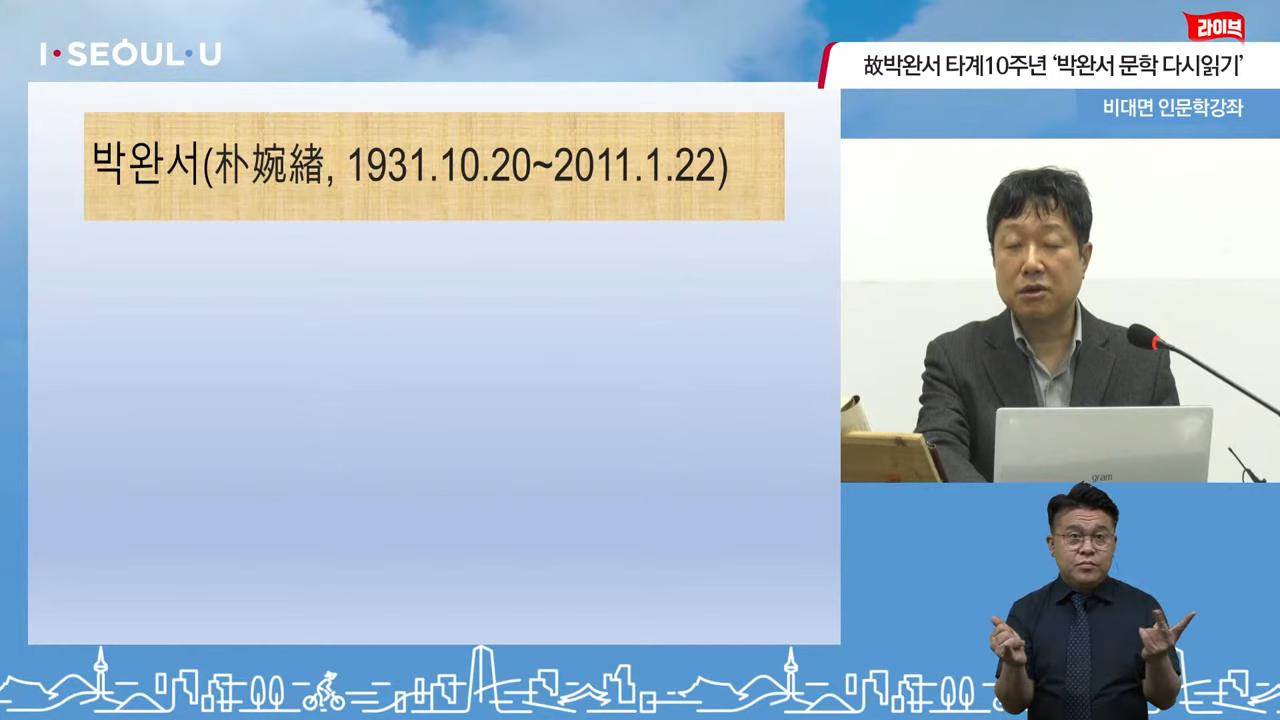 I·SEOUL·U
라이브
故박완서 타계10주년 ‘박완서 문학 다시읽기’
비대면 인문학강좌
박완서(朴婉緖, 1931.10.20~2011.1.22)
gram